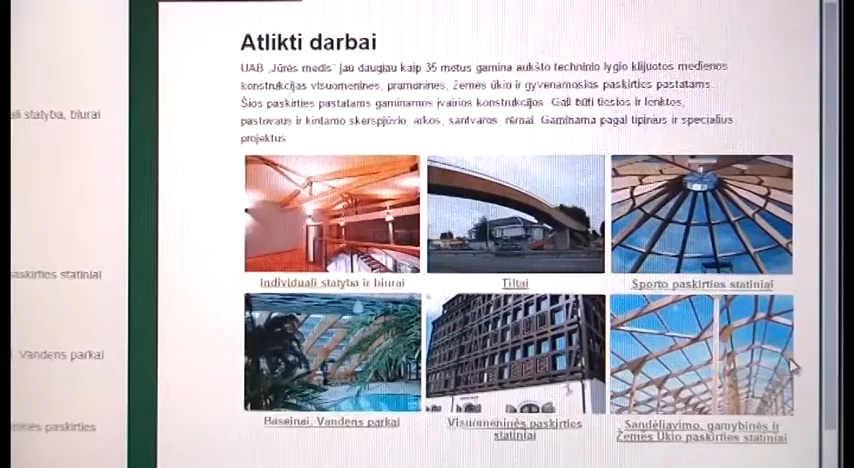 Atlikti darbai
UAB „Jūrės medis" jau daugiau kaip 35 metus gamina aukšto techninio lygio klijuotos medienos
konstrukcijas visuomeninės, pramoninės, žemės ūkio ir gyvenamosios paskirties pastatams.
Šios paskirties pastatams gaminamos įvairios konstrukcijos. Gali būti tiesios ir lenktos,
pastovaus ir kintamo skerspjūvio, arkos, santvaros, rėmai. Gaminama pagal tipinius ir specialius
projektus
Individuali statyba ir biurai
Tiltai
Sporto paskirties statiniai
Baseinai, Vandens parkai
Visuomeninės paskirties
statiniai
Sandėliavimo, gamybinės ir
Žemės Ūkio paskirties statiniai
ali statyba, biurai
askirties statiniai
Vandens parkai
ninės paskirties